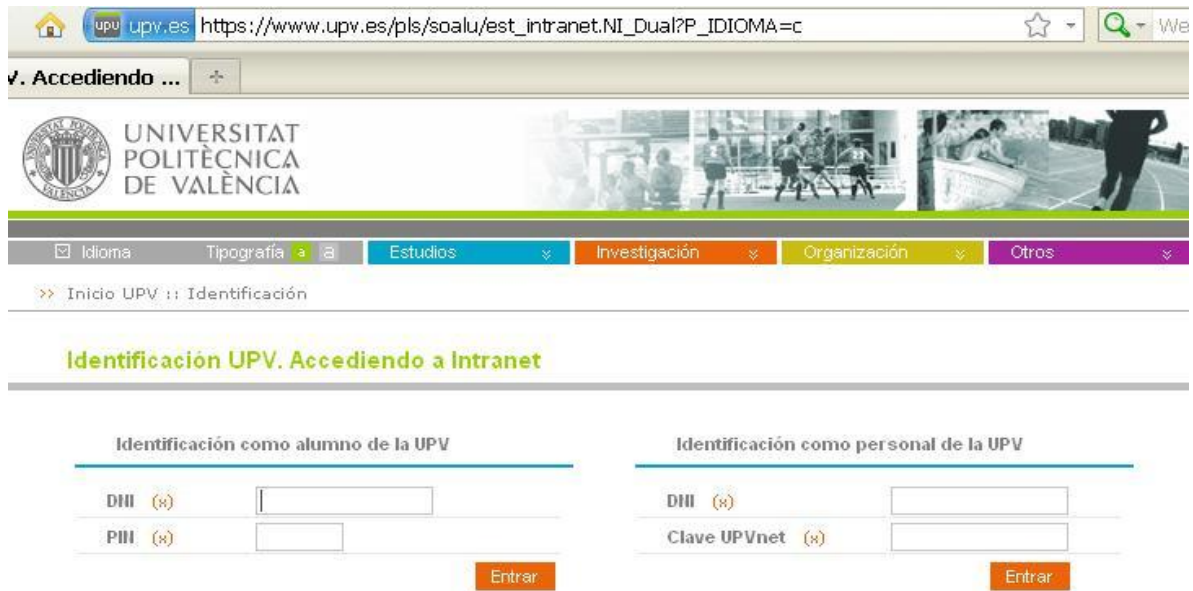 upv upv.es https://www.upv.es/pls/soalu/est_intranet.NI_Dual?P_IDIOMA=c We
V. Accediendo ...
UNIVERSITAT
POLITÈCNICA
DE VALÈNCIA
Idioma Tipografía a a Estudios Investigación Organización Otros
>> Inicio UPV :: Identificación
Identificación UPV. Accediendo a Intranet
Identificación como alumno de la UPV Identificación como personal de la UPV
DNI (x) DNI (x)
PIN (x) Clave UPVnet (x)
Entrar Entrar